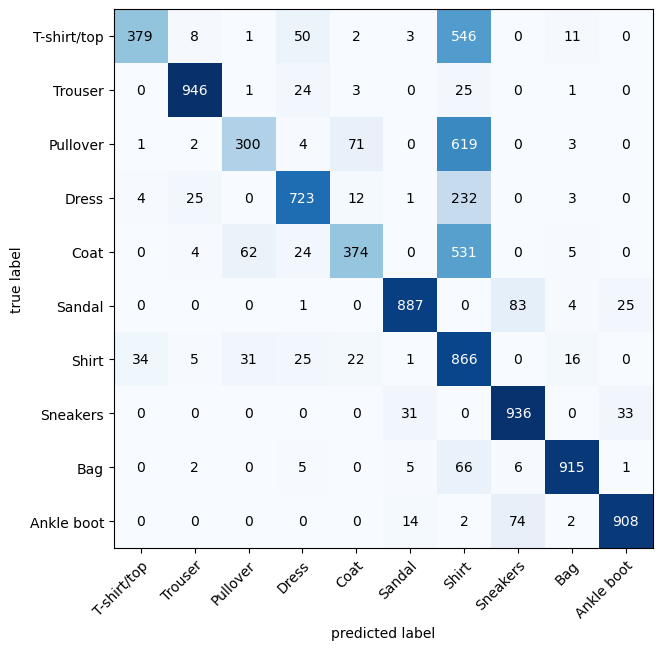 T-shirt/top 379 8 1 50 2 3 546 0 11 0
Trouser 0 946 1 24 3 0 25 0 1 0
Pullover 1 2 300 4 71 0 619 0 3 0
Dress 4 25 0 723 12 1 232 0 3 0
Coat 0 4 62 24 374 0 531 0 5 0
Sandal 0 0 0 1 0 887 0 83 4 25
Shirt 34 5 31 25 22 1 866 0 16 0
Sneakers 0 0 0 0 0 31 0 936 0 33
Bag 0 2 0 5 0 5 66 6 915 1
Ankle boot 0 0 0 0 0 14 2 74 2 908
true label
T-shirt/top Trouser Pullover Dress Coat Sandal Shirt Sneakers Bag Ankle boot
predicted label